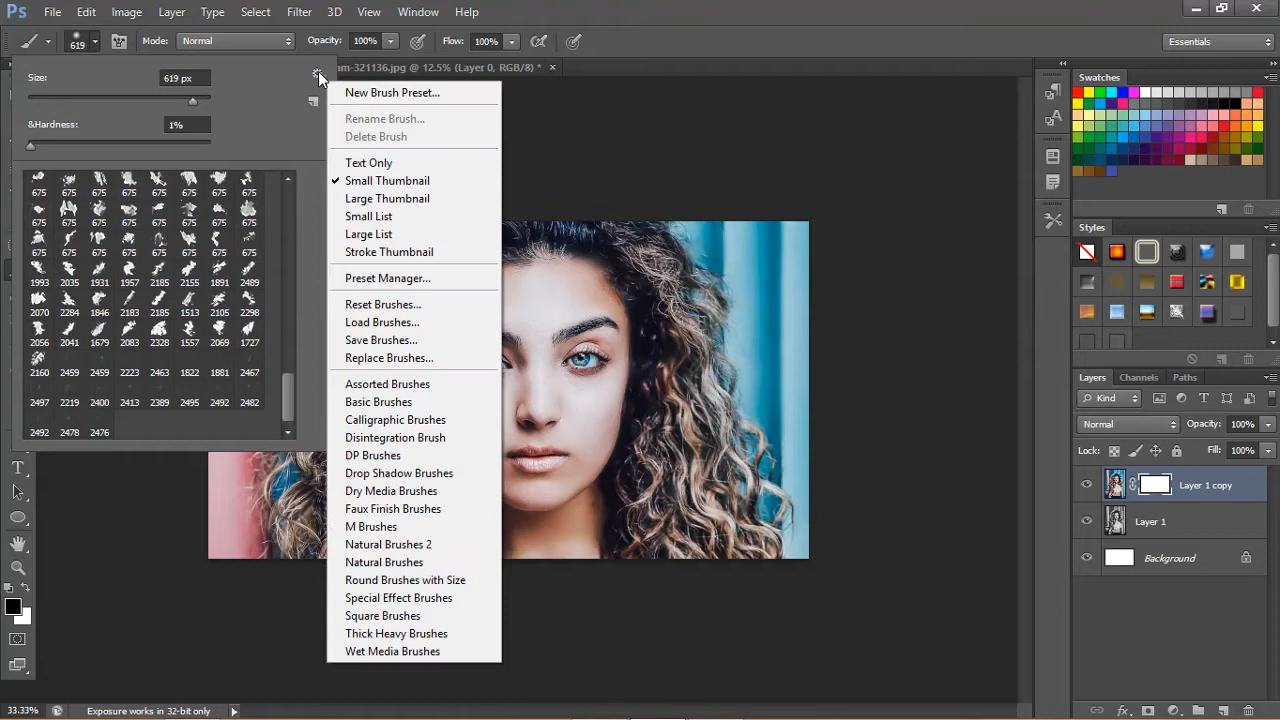 Ps File Edit Image Layer Type Select Filter 3D View Window Help
619 Mode: Normal Opacity: 100% Flow: 100% Essentials
am-321136.jpg @ 12.5% (Layer 0, RGB/8) *
Size: 619 px
&Hardness: 1%
675 675 675 675 675 675 675 675
675 675 675 675 675 675 675 675
675 675 675 675 675 675 675 675
1993 2035 1931 1957 2185 2155 1891 2489
2070 2284 1846 2183 2185 1513 2105 2298
2056 2041 1679 2083 2328 1557 2069 1727
2160 2459 2459 2223 2463 1822 1881 2467
2497 2219 2400 2413 2389 2495 2492 2482
2492 2478 2476
New Brush Preset...
Rename Brush...
Delete Brush
Text Only
Small Thumbnail
Large Thumbnail
Small List
Large List
Stroke Thumbnail
Preset Manager...
Reset Brushes...
Load Brushes...
Save Brushes...
Replace Brushes...
Assorted Brushes
Basic Brushes
Calligraphic Brushes
Disintegration Brush
DP Brushes
Drop Shadow Brushes
Dry Media Brushes
Faux Finish Brushes
M Brushes
Natural Brushes 2
Natural Brushes
Round Brushes with Size
Special Effect Brushes
Square Brushes
Thick Heavy Brushes
Wet Media Brushes
Swatches
Styles
Layers Channels Paths
Kind
Normal Opacity: 100%
Lock: Fill: 100%
Layer 1 copy
Layer 1
Background
33.33% Exposure works in 32-bit only